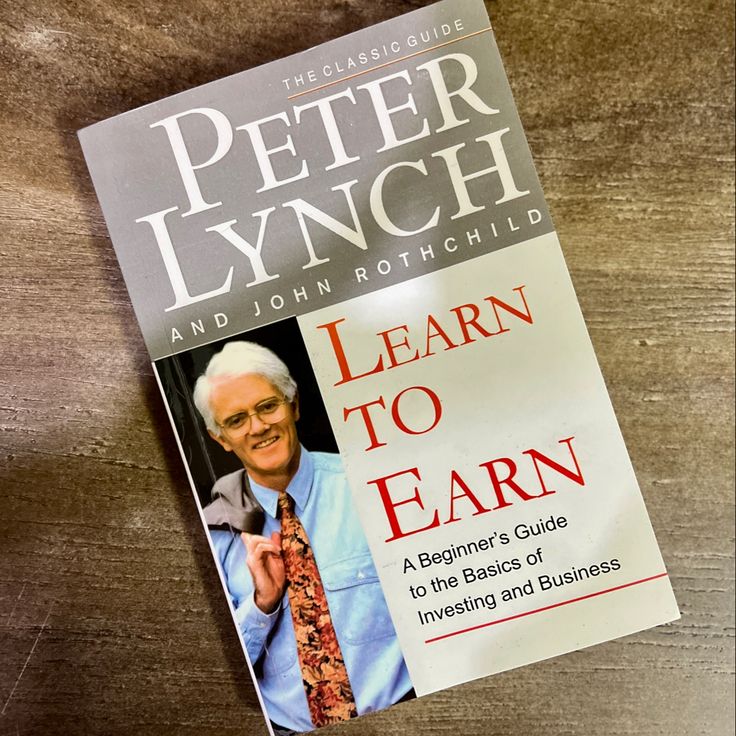 THE CLASSIC GUIDE
PETER
LYNCH
AND JOHN ROTHCHILD
LEARN
TO
EARN
A Beginner's Guide
to the Basics of
Investing and Business